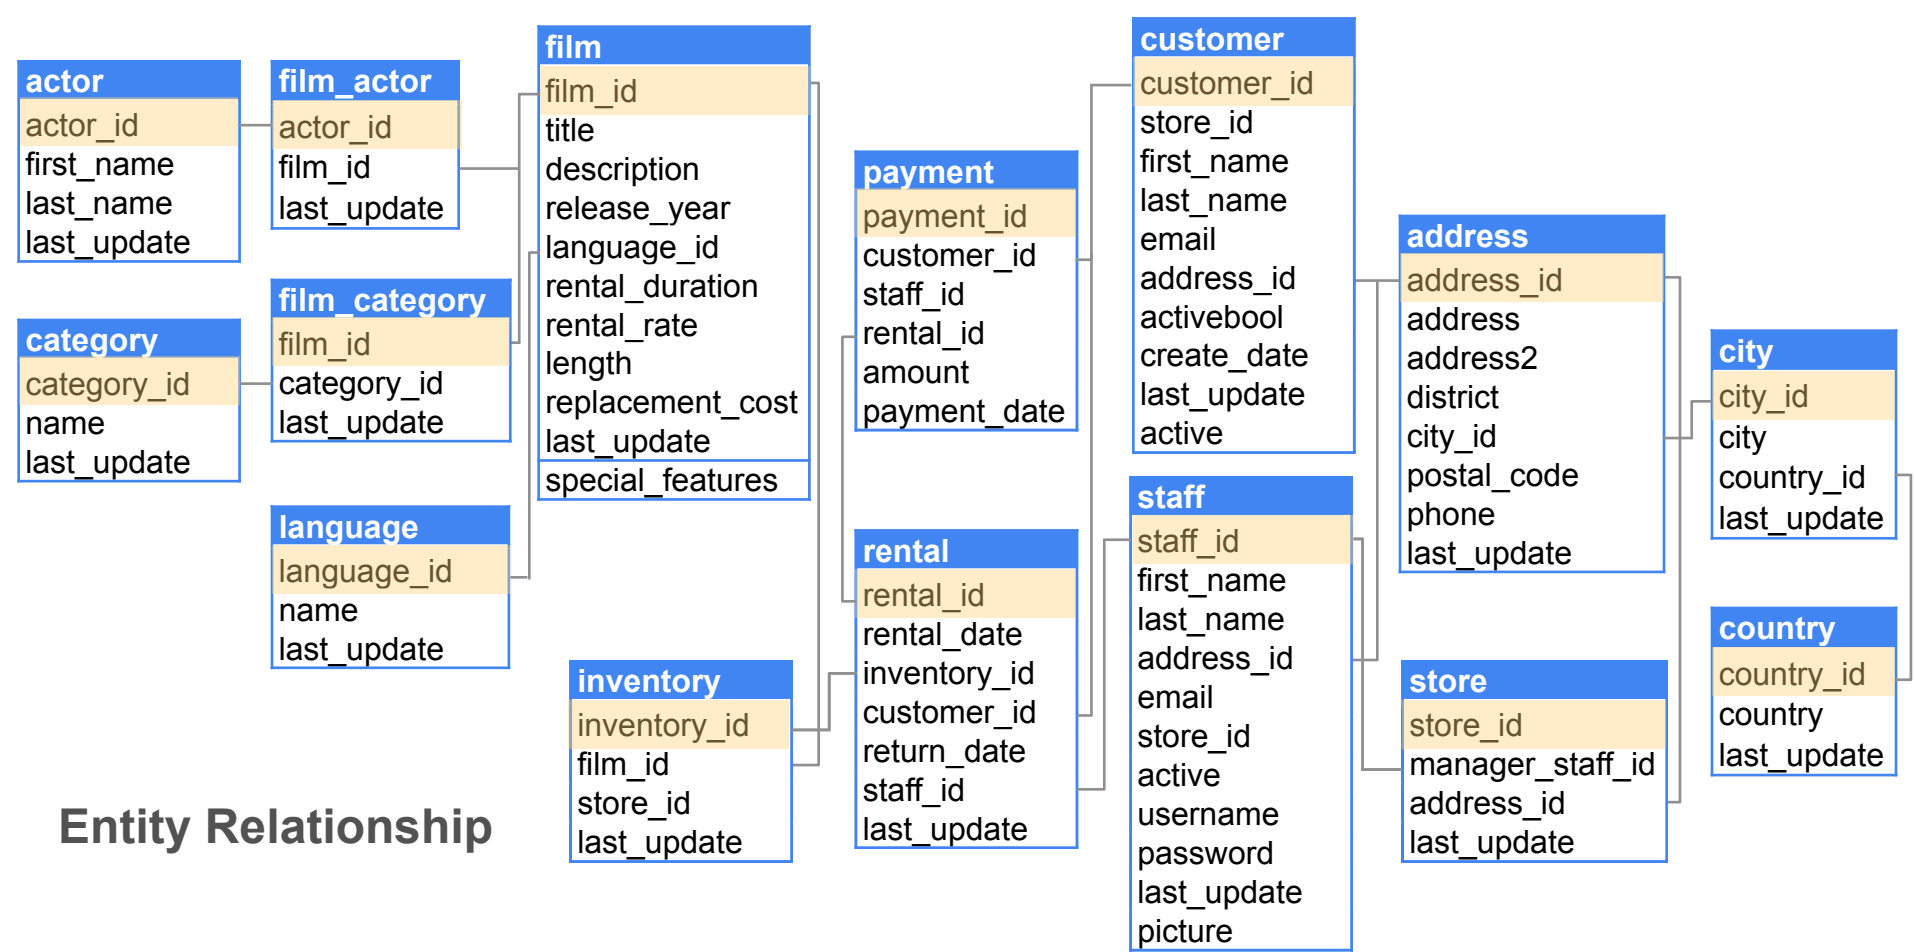 actor
actor_id
first_name
last_name
last_update
film_actor
actor_id
film_id
last_update
film
film_id
title
description
release_year
language_id
rental_duration
rental_rate
length
replacement_cost
last_update
special_features
category
category_id
name
last_update
film_category
film_id
category_id
last_update
language
language_id
name
last_update
inventory
inventory_id
film_id
store_id
last_update
payment
payment_id
customer_id
staff_id
rental_id
amount
payment_date
rental
rental_id
rental_date
inventory_id
customer_id
return_date
staff_id
last_update
customer
customer_id
store_id
first_name
last_name
email
address_id
activebool
create_date
last_update
active
staff
staff_id
first_name
last_name
address_id
email
store_id
active
username
password
last_update
picture
address
address_id
address
address2
district
city_id
postal_code
phone
last_update
store
store_id
manager_staff_id
address_id
last_update
city
city_id
city
country_id
last_update
country
country_id
country
last_update
Entity Relationship